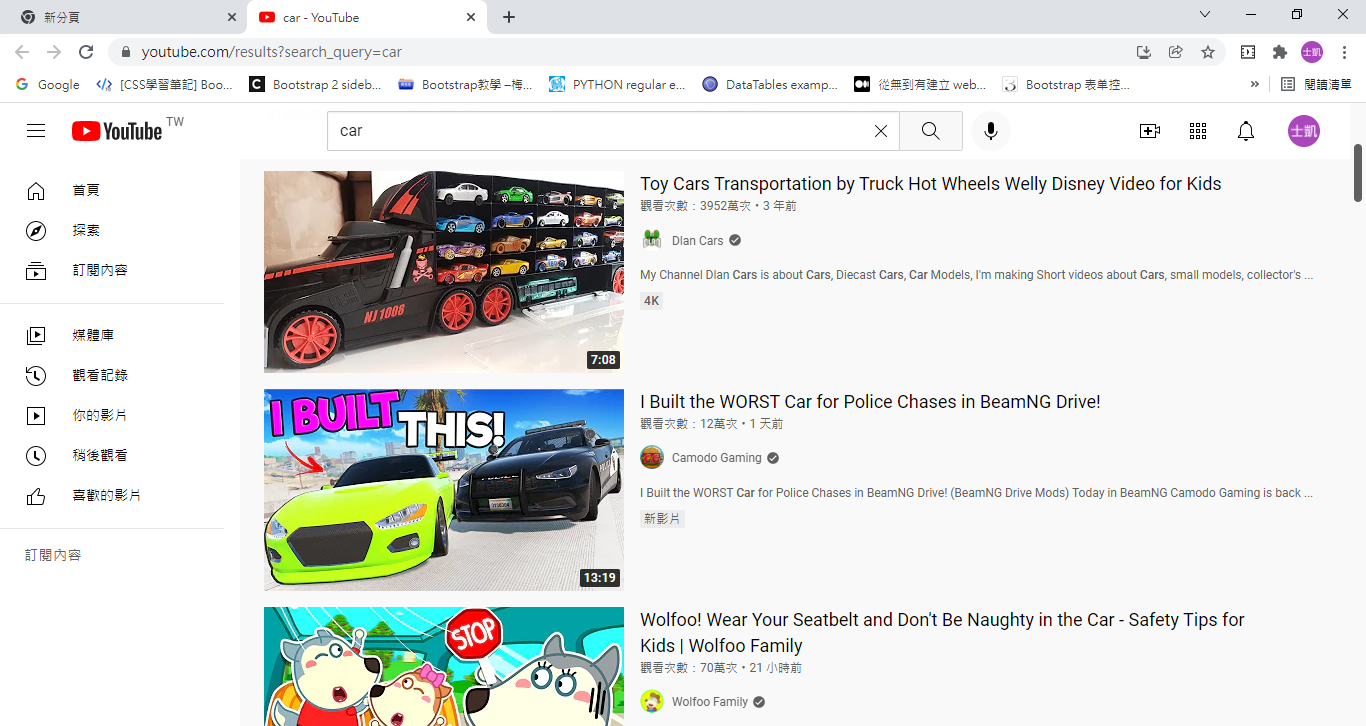 新分頁
car - YouTube
youtube.com/results?search_query=car
士凱
Google
[CSS學習筆記] Boo...
Bootstrap 2 sideb...
Bootstrap教學 –梅...
PYTHON regular e...
DataTables examp...
從無到有建立 web...
Bootstrap 表单控...
»
閱讀清單
YouTube TW
car
士凱
首頁
探索
訂閱內容
媒體庫
觀看記錄
你的影片
稍後觀看
喜歡的影片
訂閱內容
NJ 1008
7:08
Toy Cars Transportation by Truck Hot Wheels Welly Disney Video for Kids
觀看次數：3952萬次 • 3 年前
Dlan Cars
My Channel Dlan Cars is about Cars, Diecast Cars, Car Models, I'm making Short videos about Cars, small models, collector's ...
4K
I BUILT
THIS!
POLICE
13:19
I Built the WORST Car for Police Chases in BeamNG Drive!
觀看次數：12萬次 • 1 天前
Camodo Gaming
I Built the WORST Car for Police Chases in BeamNG Drive! (BeamNG Drive Mods) Today in BeamNG Camodo Gaming is back ...
新影片
STOP
Wolfoo! Wear Your Seatbelt and Don't Be Naughty in the Car - Safety Tips for
Kids | Wolfoo Family
觀看次數：70萬次 • 21 小時前
Wolfoo Family